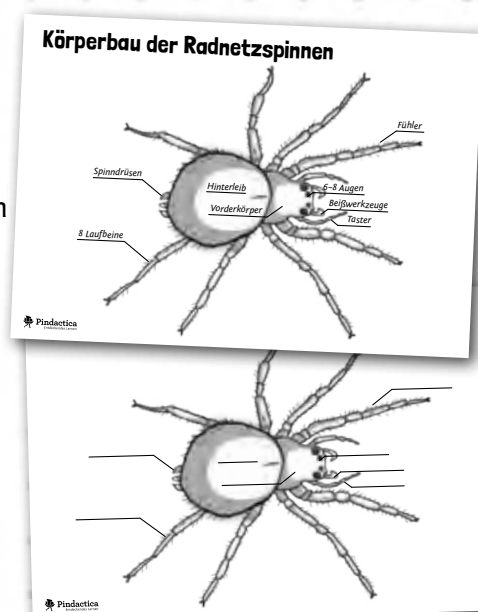 Körperbau der Radnetzspinnen
Fühler
Spinndrüsen
Hinterleib
6–8 Augen
Vorderkörper
Beißwerkzeuge
Taster
8 Laufbeine
Pindactica
Pindactica